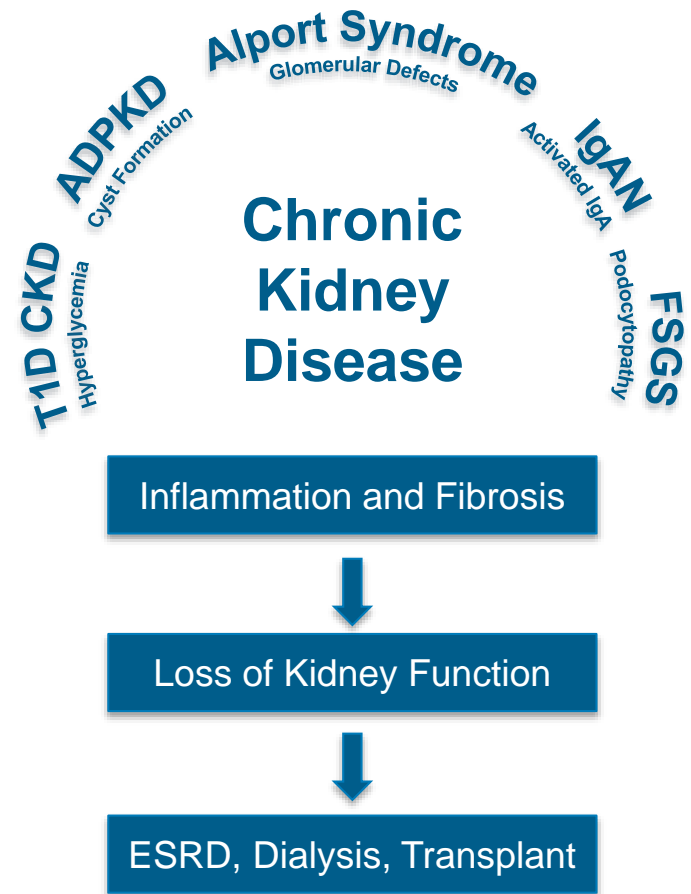 T1D CKD
Hyperglycemia
ADPKD
Cyst Formation
Alport Syndrome
Glomerular Defects
IgAN
Activated IgA
FSGS
Podocytopathy
Chronic
Kidney
Disease
Inflammation and Fibrosis
Loss of Kidney Function
ESRD, Dialysis, Transplant